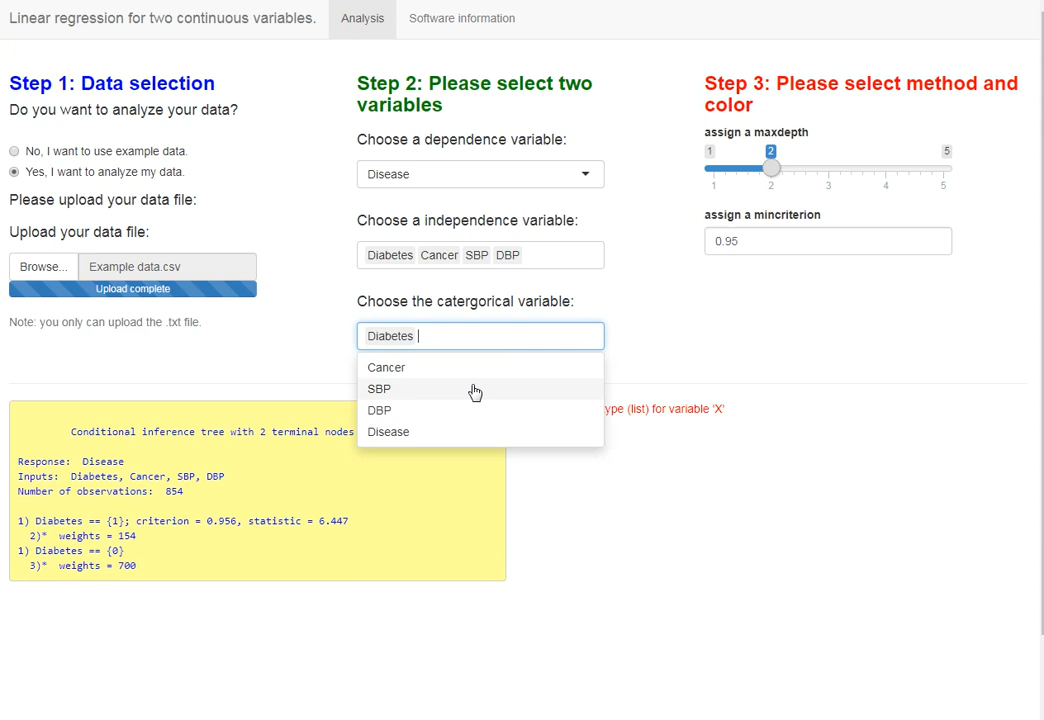 Linear regression for two continuous variables.
Analysis
Software information
Step 1: Data selection
Do you want to analyze your data?
No, I want to use example data.
Yes, I want to analyze my data.
Please upload your data file:
Upload your data file:
Browse...
Example data.csv
Upload complete
Note: you only can upload the .txt file.
Step 2: Please select two
variables
Choose a dependence variable:
Disease
Choose a independence variable:
Diabetes Cancer SBP DBP
Choose the catergorical variable:
Diabetes
Cancer
SBP
DBP
Disease
Step 3: Please select method and
color
assign a maxdepth
1 2 5
1 2 3 4 5
assign a mincriterion
0.95
(list) for variable 'X'
Conditional inference tree with 2 terminal nodes
Response: Disease
Inputs: Diabetes, Cancer, SBP, DBP
Number of observations: 854
1) Diabetes == {1}; criterion = 0.956, statistic = 6.447
2)* weights = 154
1) Diabetes == {0}
3)* weights = 700